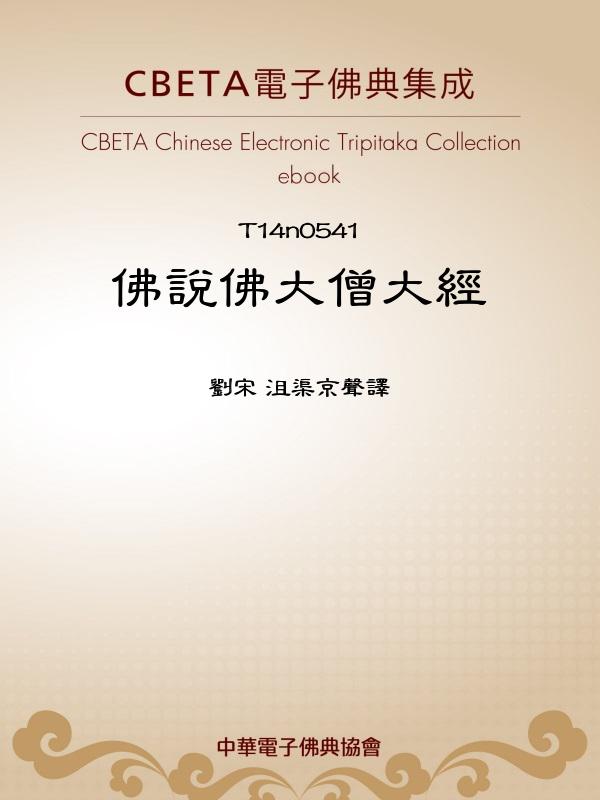 CBETA電子佛典集成
CBETA Chinese Electronic Tripitaka Collection
ebook
T14n0541
佛說佛大僧大經
劉宋 沮渠京聲譯
中華電子佛典協會